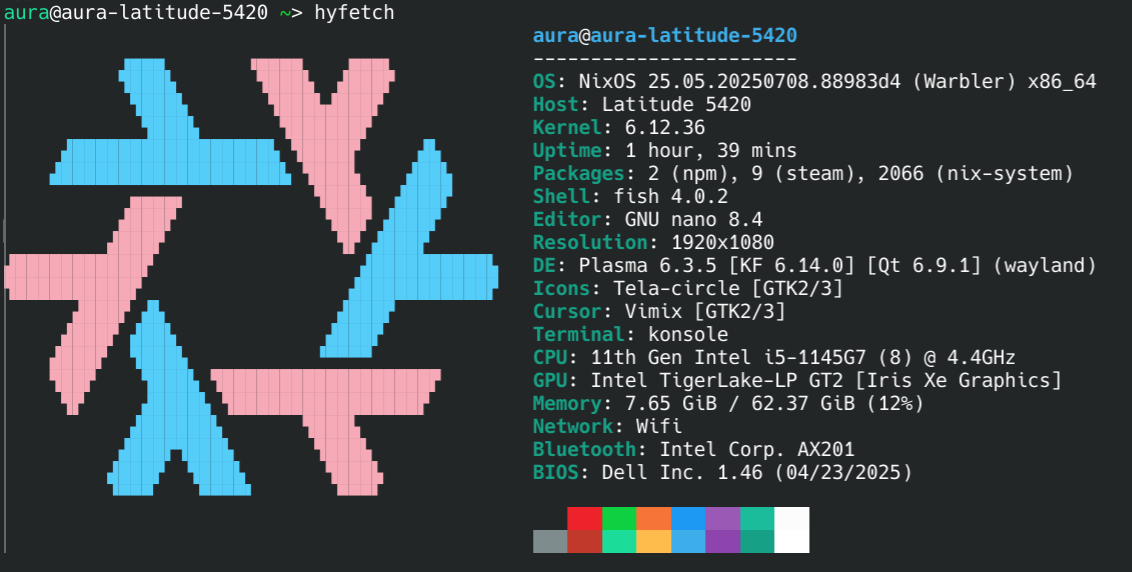 aura@aura-latitude-5420 ~> hyfetch
aura@aura-latitude-5420
-----------------------
OS: NixOS 25.05.20250708.88983d4 (Warbler) x86_64
Host: Latitude 5420
Kernel: 6.12.36
Uptime: 1 hour, 39 mins
Packages: 2 (npm), 9 (steam), 2066 (nix-system)
Shell: fish 4.0.2
Editor: GNU nano 8.4
Resolution: 1920x1080
DE: Plasma 6.3.5 [KF 6.14.0] [Qt 6.9.1] (wayland)
Icons: Tela-circle [GTK2/3]
Cursor: Vimix [GTK2/3]
Terminal: konsole
CPU: 11th Gen Intel i5-1145G7 (8) @ 4.4GHz
GPU: Intel TigerLake-LP GT2 [Iris Xe Graphics]
Memory: 7.65 GiB / 62.37 GiB (12%)
Network: Wifi
Bluetooth: Intel Corp. AX201
BIOS: Dell Inc. 1.46 (04/23/2025)